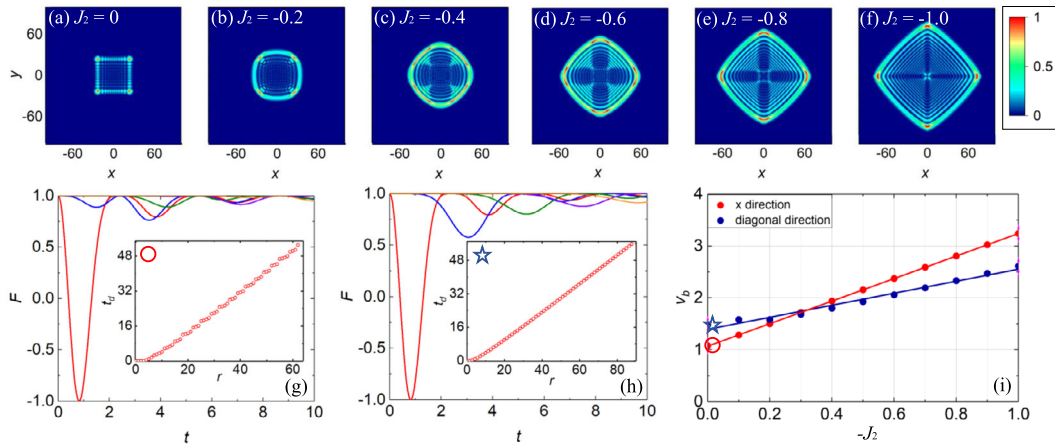 (a) J2 = 0
(b) J2 = -0.2
(c) J2 = -0.4
(d) J2 = -0.6
(e) J2 = -0.8
(f) J2 = -1.0
60
0
-60
y
-60 0 60
-60 0 60
-60 0 60
-60 0 60
-60 0 60
-60 0 60
x
x
x
x
x
x
1
0.5
0
1.0
0.5
0.0
-0.5
-1.0
F
0 2 4 6 8 10
t
48
32
16
0
td
0 20 40 60
r
(g)
1.0
0.5
0.0
-0.5
-1.0
F
0 2 4 6 8 10
t
48
36
24
12
0
td
0 20 40 60 80
r
(h)
4
3
2
1
0
vb
x direction
diagonal direction
0.0 0.2 0.4 0.6 0.8 1.0
-J2
(i)